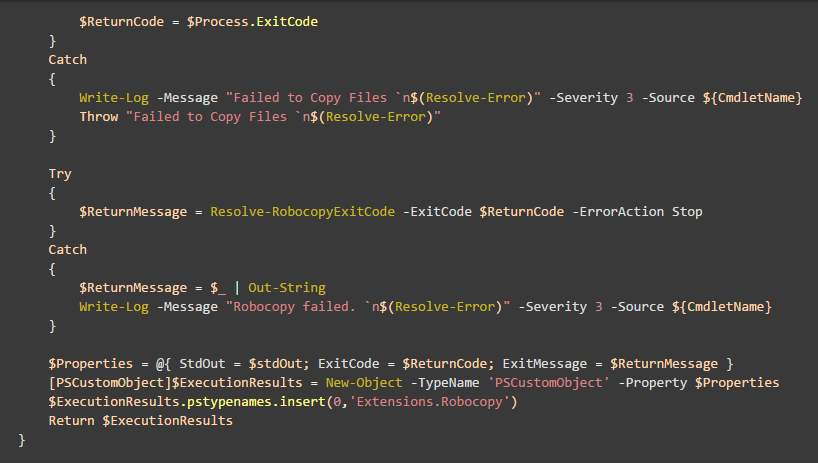 $ReturnCode = $Process.ExitCode
}
Catch
{
Write-Log -Message "Failed to Copy Files `n$(Resolve-Error)" -Severity 3 -Source ${CmdletName}
Throw "Failed to Copy Files `n$(Resolve-Error)"
}
Try
{
$ReturnMessage = Resolve-RobocopyExitCode -ExitCode $ReturnCode -ErrorAction Stop
}
Catch
{
$ReturnMessage = $_ | Out-String
Write-Log -Message "Robocopy failed. `n$(Resolve-Error)" -Severity 3 -Source ${CmdletName}
}
$Properties = @{ StdOut = $stdout; ExitCode = $ReturnCode; ExitMessage = $ReturnMessage }
[PSCustomObject]$ExecutionResults = New-Object -TypeName 'PSCustomObject' -Property $Properties
$ExecutionResults.pstypenames.insert(0,'Extensions.Robocopy')
Return $ExecutionResults
}